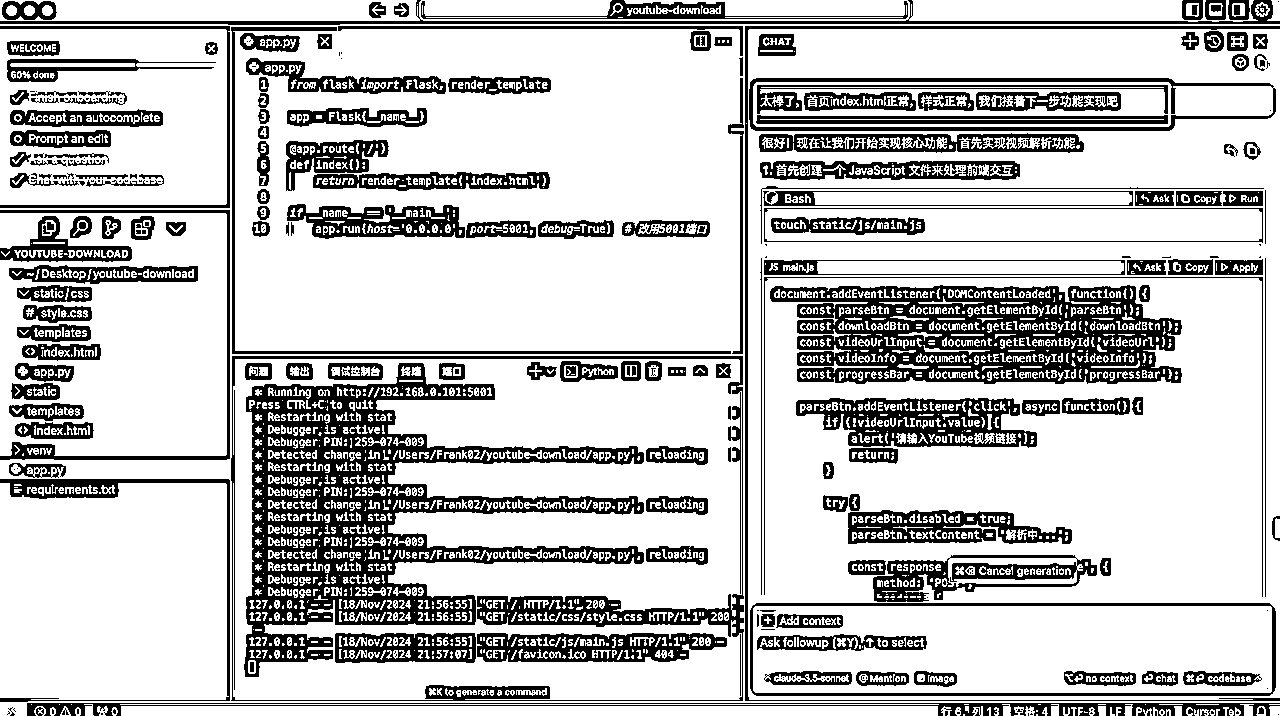 youtube-download
WELCOME
60% done
Finish onboarding
Accept an autocomplete
Prompt an edit
Ask a question
Chat with your codebase
YOUTUBE-DOWNLOAD
~/Desktop/youtube-download
static/css
# style.css
templates
<> index.html
app.py
static
templates
<> index.html
venv
app.py
requirements.txt
app.py
app.py
1 from flask import Flask, render_template
2
3 app = Flask(__name__)
4
5 @app.route('/')
6 def index():
7 return render_template('index.html')
8
9 if __name__ == '__main__':
10 app.run(host='0.0.0.0', port=5001, debug=True) # 改用5001端口
问题 输出 调试控制台 终端 端口 Python
* Running on http://192.168.0.101:5001
Press CTRL+C to quit
* Restarting with stat
* Debugger is active!
* Debugger PIN: 259-074-009
* Detected change in '/Users/Frank02/youtube-download/app.py', reloading
* Restarting with stat
* Debugger is active!
* Debugger PIN: 259-074-009
* Detected change in '/Users/Frank02/youtube-download/app.py', reloading
* Restarting with stat
* Debugger is active!
* Debugger PIN: 259-074-009
* Detected change in '/Users/Frank02/youtube-download/app.py', reloading
* Restarting with stat
* Debugger is active!
* Debugger PIN: 259-074-009
127.0.0.1 - - [18/Nov/2024 21:56:55] "GET / HTTP/1.1" 200 -
127.0.0.1 - - [18/Nov/2024 21:56:55] "GET /static/css/style.css HTTP/1.1" 200
-
127.0.0.1 - - [18/Nov/2024 21:56:55] "GET /static/js/main.js HTTP/1.1" 200 -
127.0.0.1 - - [18/Nov/2024 21:57:07] "GET /favicon.ico HTTP/1.1" 404 -
⌘K to generate a command
CHAT
太棒了，首页index.html正常，样式正常，我们接着下一步功能实现吧
很好！现在让我们开始实现核心功能。首先实现视频解析功能。
1. 首先创建一个 JavaScript 文件来处理前端交互：
Bash Ask Copy Run
touch static/js/main.js
JS main.js Ask Copy Apply
document.addEventListener('DOMContentLoaded', function() {
const parseBtn = document.getElementById('parseBtn');
const downloadBtn = document.getElementById('downloadBtn');
const videoUrlInput = document.getElementById('videoUrl');
const videoInfo = document.getElementById('videoInfo');
const progressBar = document.getElementById('progressBar');
parseBtn.addEventListener('click', async function() {
if (!videoUrlInput.value) {
alert('请输入YouTube视频链接');
return;
}
try {
parseBtn.disabled = true;
parseBtn.textContent = '解析中...';
const response
method: 'POS
⌘⌫ Cancel generation
Add context
Ask followup (⌘Y), ↑ to select
claude-3.5-sonnet @ Mention Image no context chat codebase
0 0 0 行 6, 列 13 空格: 4 UTF-8 LF Python Cursor Tab